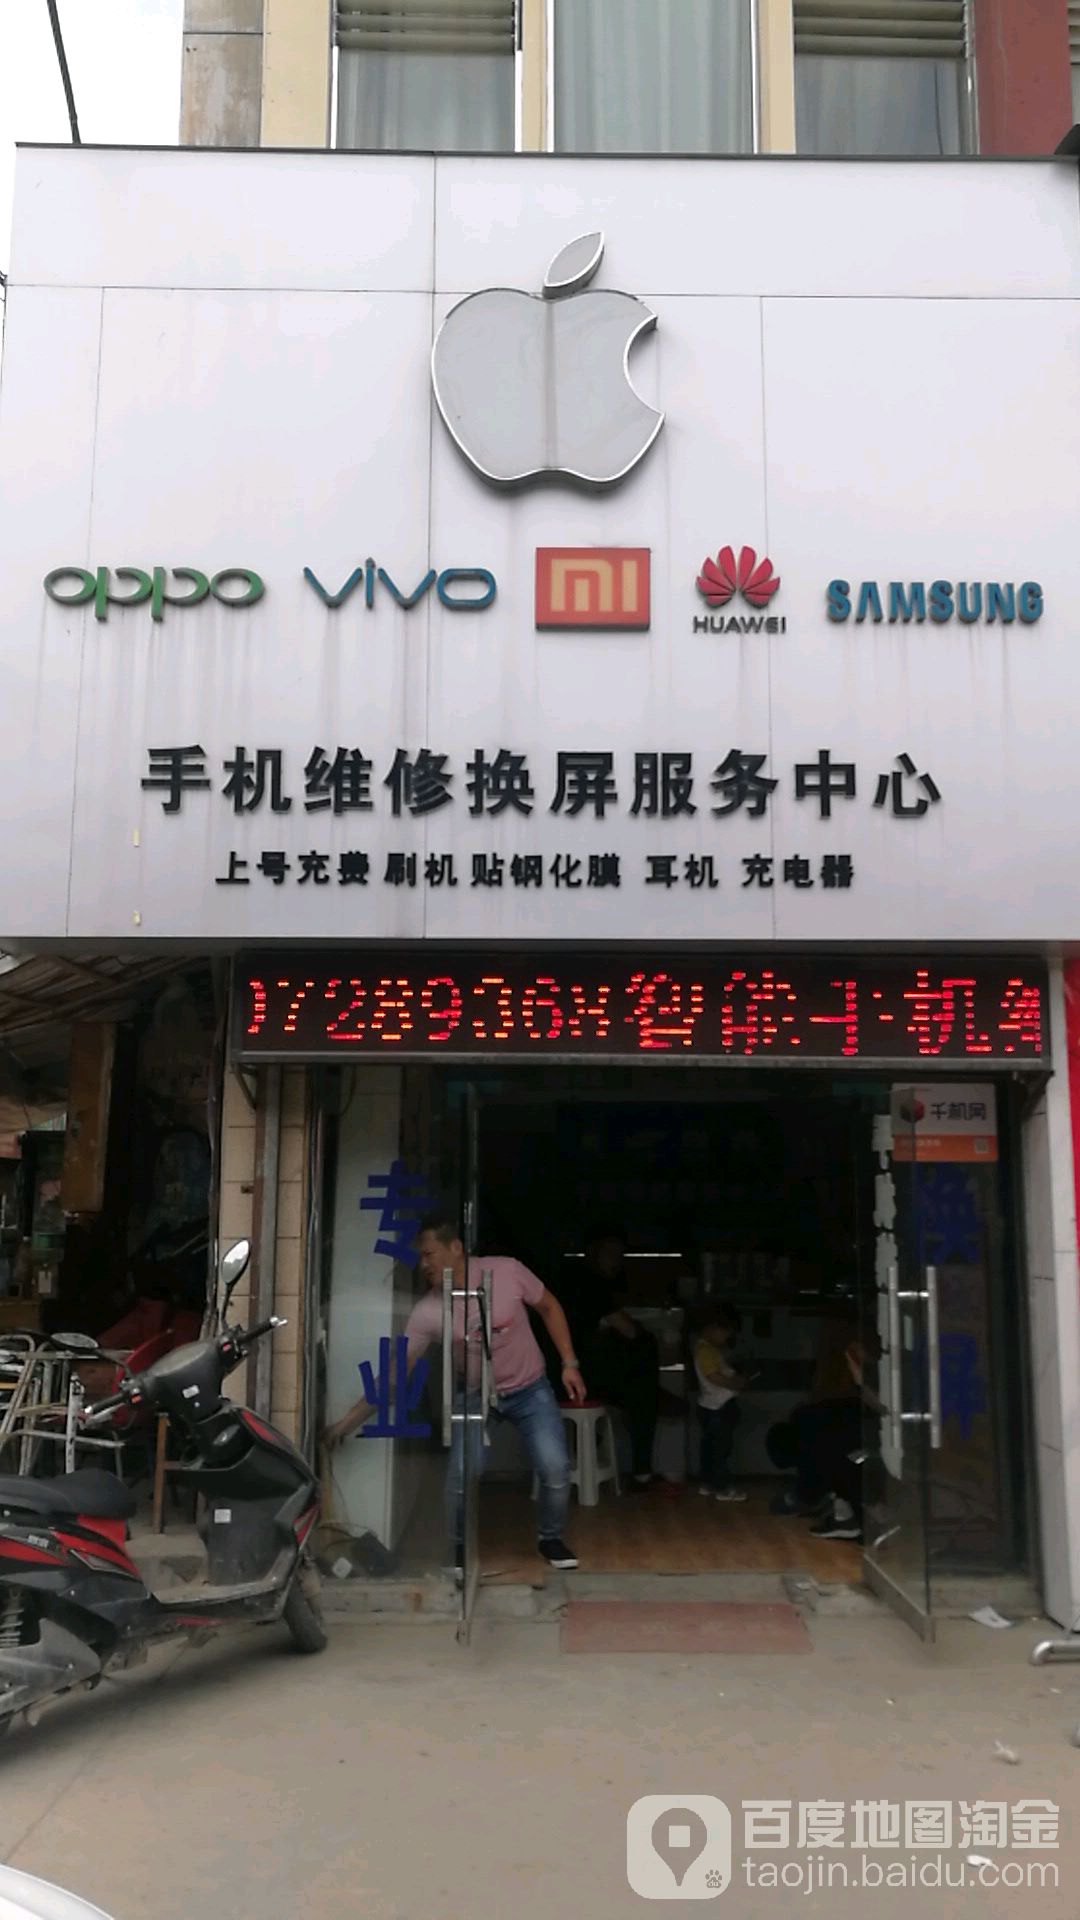 oppo vivo mi HUAWEI SAMSUNG
手机维修换屏服务中心
上号充费 刷机 贴钢化膜 耳机 充电器
728936
千机网
专业
换屏
百度地图淘金
taojin.baidu.com